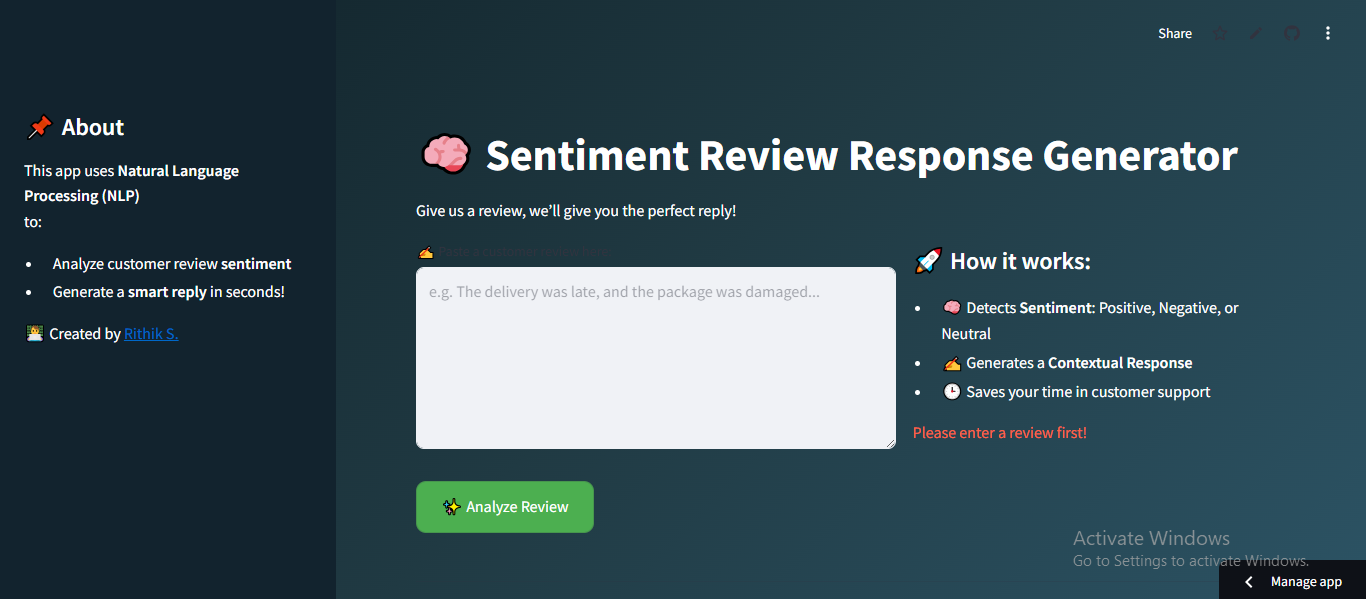 Share
📌 About
This app uses Natural Language
Processing (NLP)
to:
• Analyze customer review sentiment
• Generate a smart reply in seconds!
👨‍💻 Created by Rithik S.
🧠 Sentiment Review Response Generator
Give us a review, we’ll give you the perfect reply!
✍️ Paste a customer review
e.g. The delivery was late, and the package was damaged...
✨ Analyze Review
🚀 How it works:
• 🧠 Detects Sentiment: Positive, Negative, or
Neutral
• ✍️ Generates a Contextual Response
• 🕒 Saves your time in customer support
Please enter a review first!
Activate Windows
Go to Settings to activate Windows.
Manage app